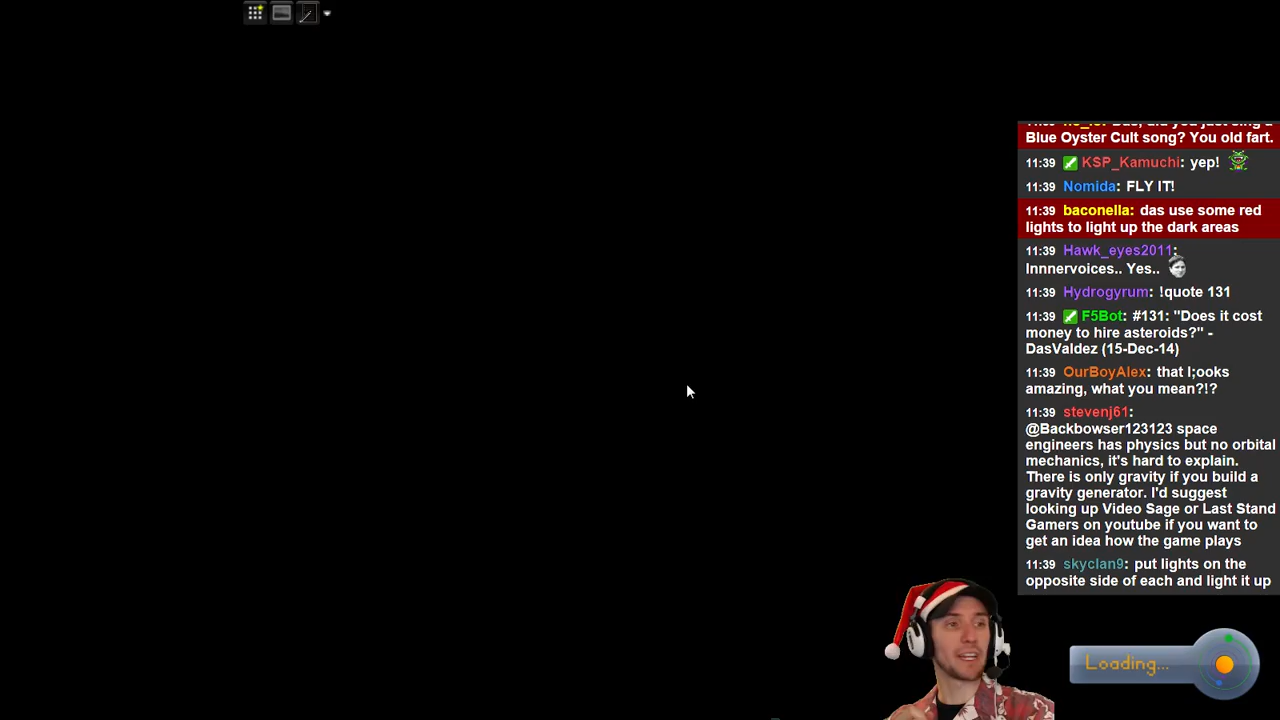 Blue Oyster Cult song? You old fart.
11:39 KSP_Kamuchi: yep!
11:39 Nomida: FLY IT!
11:39 baconella: das use some red
lights to light up the dark areas
11:39 Hawk_eyes2011:
Innnervoices.. Yes..
11:39 Hydrogyrum: !quote 131
11:39 F5Bot: #131: "Does it cost
money to hire asteroids?" -
DasValdez (15-Dec-14)
11:39 OurBoyAlex: that l;ooks
amazing, what you mean?!?
11:39 stevenj61:
@Backbowser123123 space
engineers has physics but no orbital
mechanics, it's hard to explain.
There is only gravity if you build a
gravity generator. I'd suggest
looking up Video Sage or Last Stand
Gamers on youtube if you want to
get an idea how the game plays
11:39 skyclan9: put lights on the
opposite side of each and light it up
Loading...